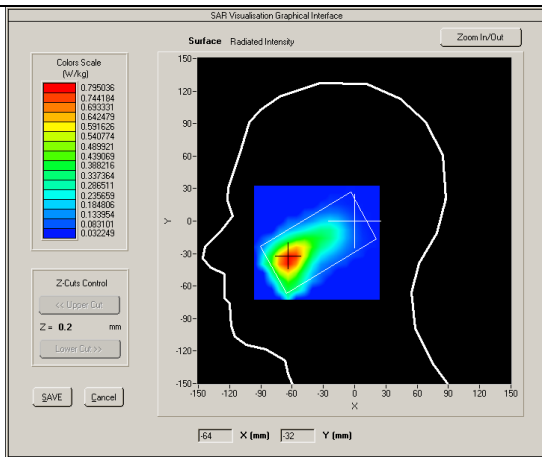 SAR Visualisation Graphical Interface
Surface Radiated Intensity
Zoom In/Out
Colors Scale
(W/kg)
0.795036
0.744184
0.693331
0.642479
0.591626
0.540774
0.489921
0.439069
0.388216
0.337364
0.286511
0.235659
0.184806
0.133954
0.083101
0.032249
Z-Cuts Control
<< Upper Cut
Z = 0.2 mm
Lower Cut >>
SAVE Cancel
150-
120-
90-
60-
30-
Y 0-
-30-
-60-
-90-
-120-
-150-
-150 -120 -90 -60 -30 0 30 60 90 120 150
X
-64 X (mm) -32 Y (mm)